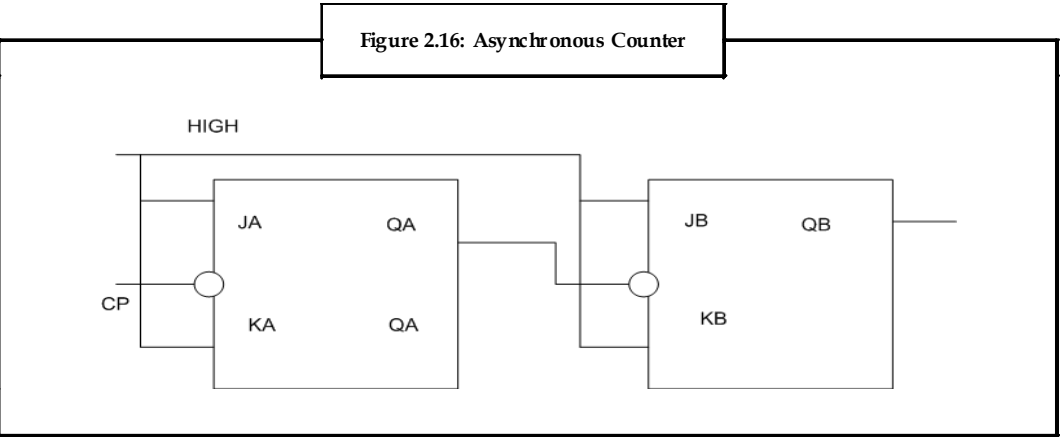 Figure 2.16: Asynchronous Counter
HIGH
JA
QA
JB
QB
CP
KA
QA
KB